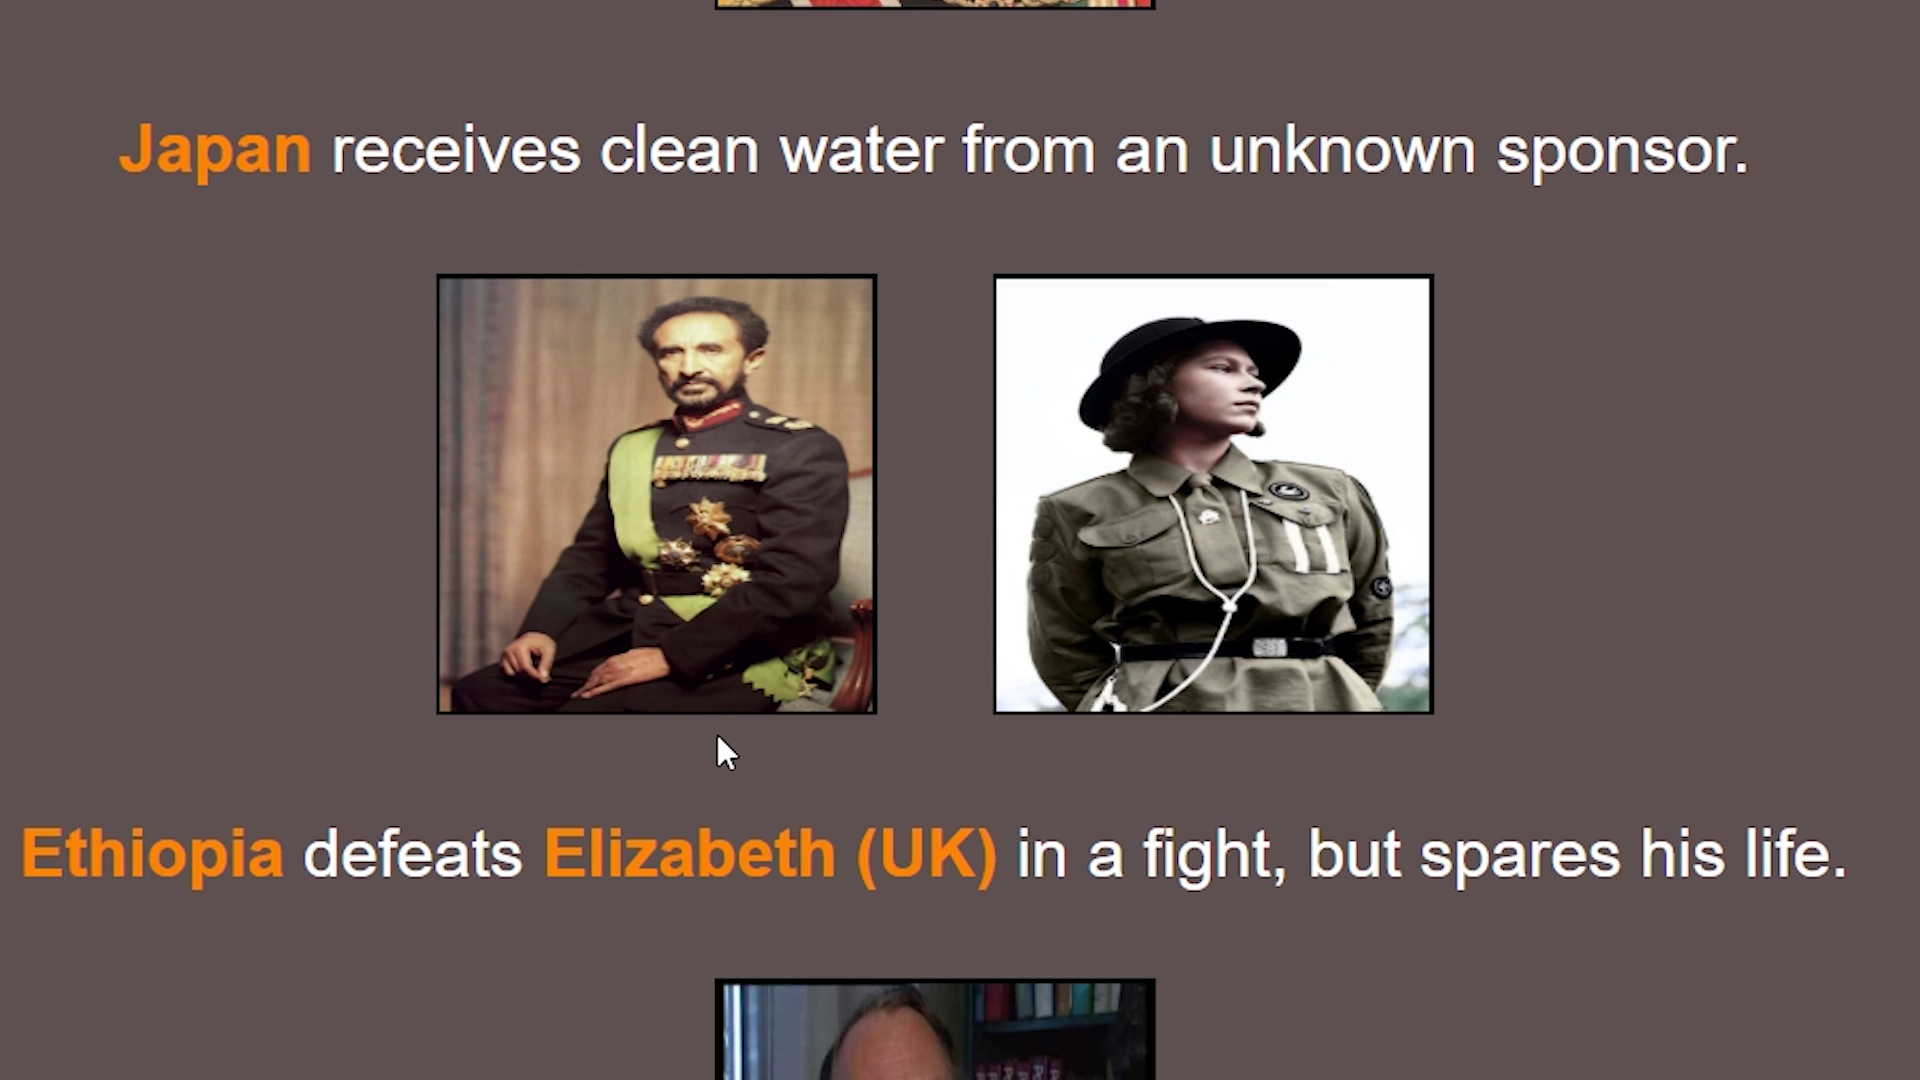 Japan receives clean water from an unknown sponsor.
Ethiopia defeats Elizabeth (UK) in a fight, but spares his life.